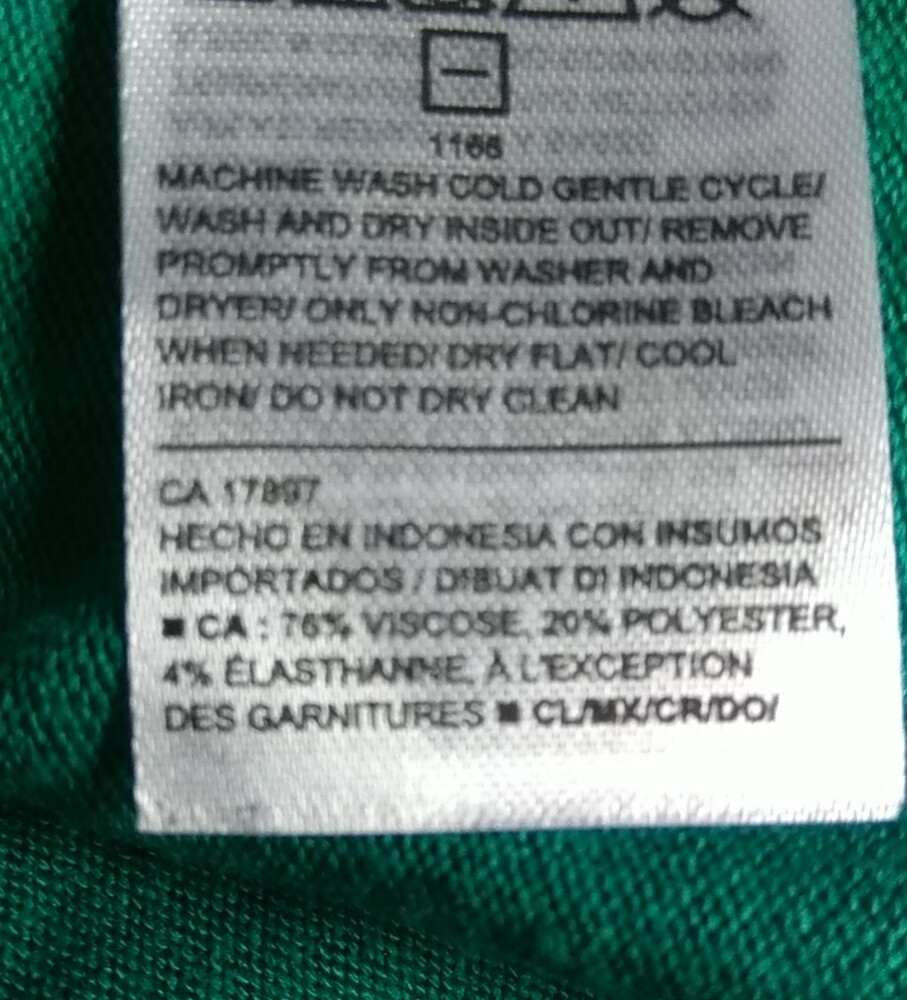 1166
MACHINE WASH COLD GENTLE CYCLE/
WASH AND DRY INSIDE OUT/ REMOVE
PROMPTLY FROM WASHER AND
DRYER/ ONLY NON-CHLORINE BLEACH
WHEN NEEDED/ DRY FLAT/ COOL
IRON/ DO NOT DRY CLEAN
CA 17897
HECHO EN INDONESIA CON INSUMOS
IMPORTADOS / DIBUAT DI INDONESIA
■ CA : 76% VISCOSE, 20% POLYESTER,
4% ÉLASTHANNE, À L'EXCEPTION
DES GARNITURES ■ CL/MX/CR/DO/